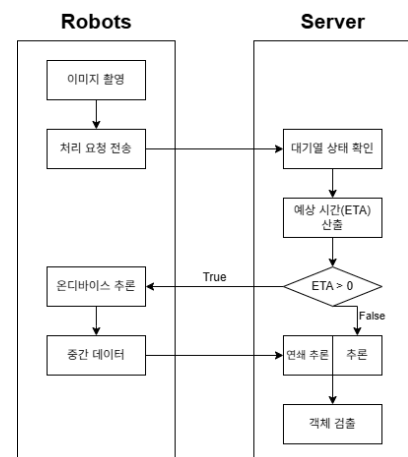 Robots
Server
이미지 촬영
처리 요청 전송
대기열 상태 확인
예상 시간(ETA)
산출
온디바이스 추론
True
ETA > 0
False
중간 데이터
연쇄 추론
추론
객체 검출